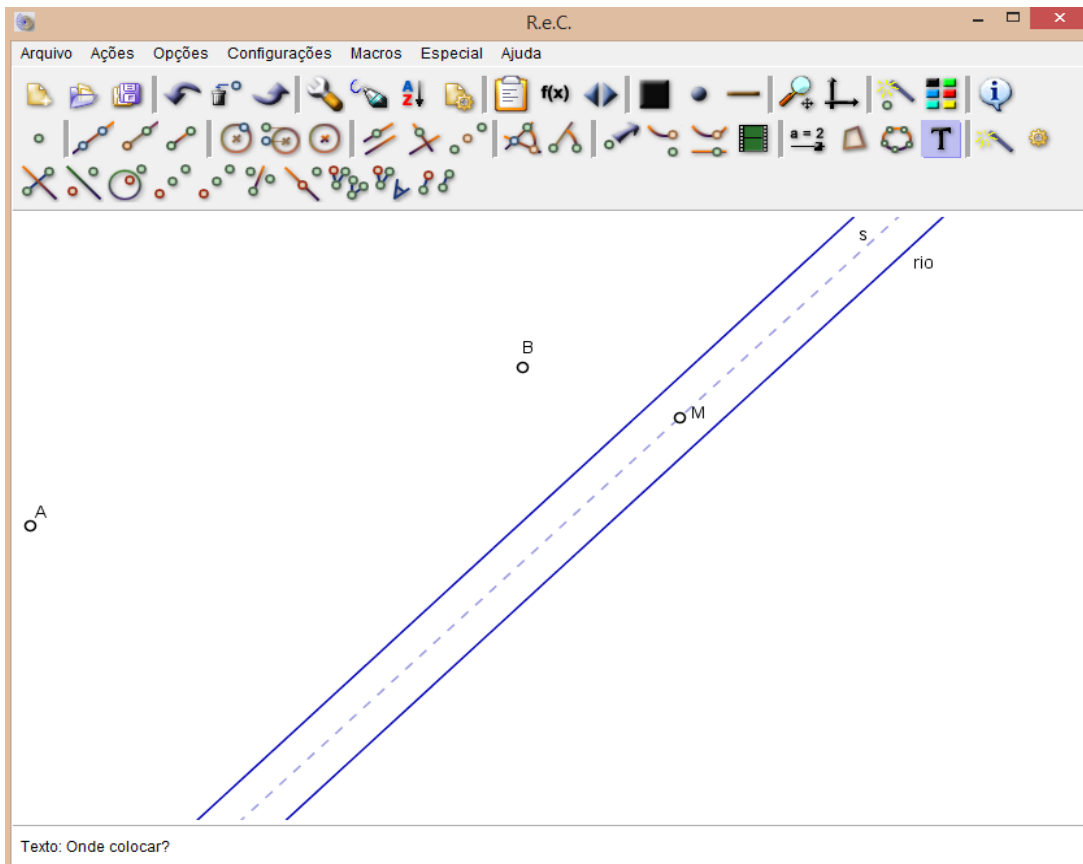 R.e.C.
Arquivo Ações Opções Configurações Macros Especial Ajuda
A Z f(x)
a = 2 T
s
rio
B
M
A
Texto: Onde colocar?